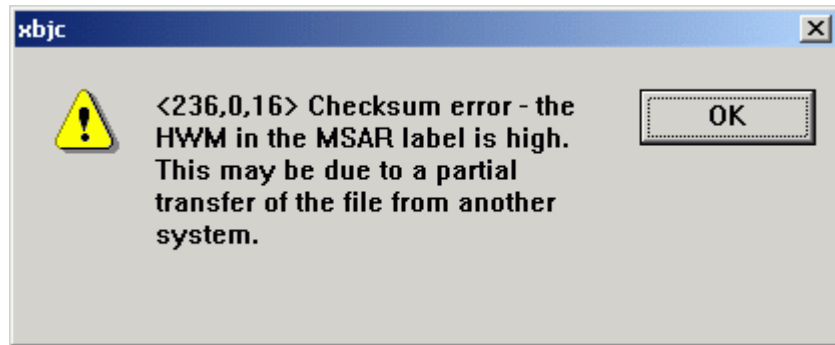 xbjc
<236,0,16> Checksum error - the
HWM in the MSAR label is high.
This may be due to a partial
transfer of the file from another
system.
OK